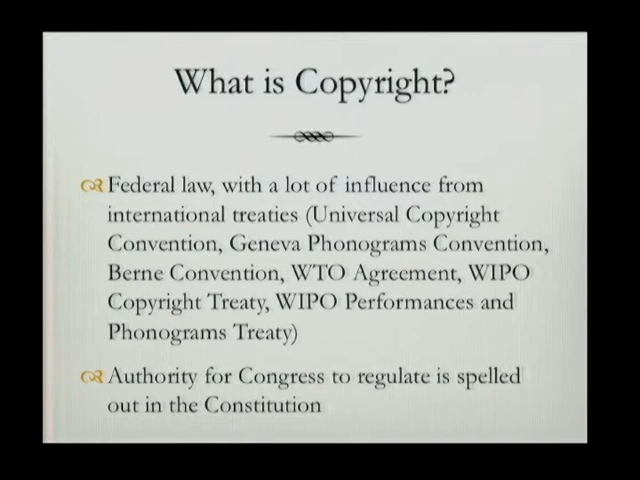 What is Copyright?
Federal law, with a lot of influence from
international treaties (Universal Copyright
Convention, Geneva Phonograms Convention,
Berne Convention, WTO Agreement, WIPO
Copyright Treaty, WIPO Performances and
Phonograms Treaty)
Authority for Congress to regulate is spelled
out in the Constitution